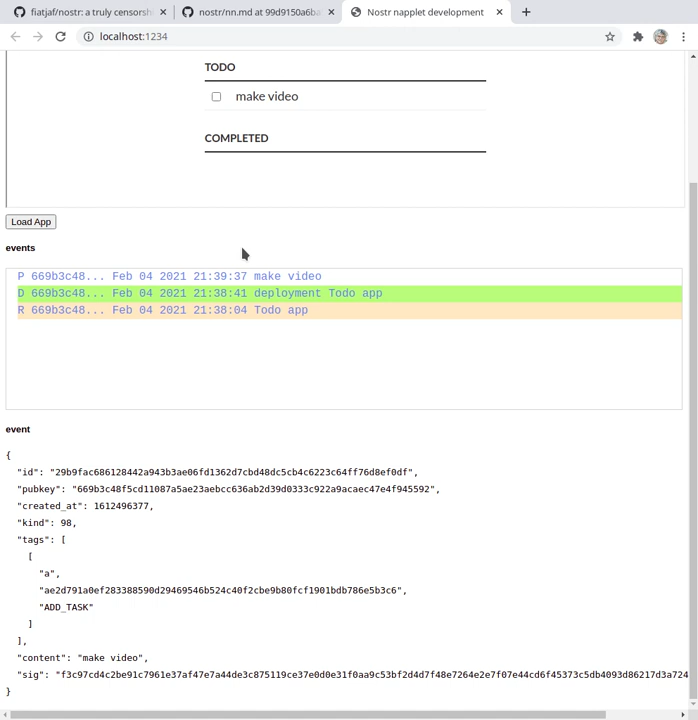 fiatjaf/nostr: a truly censorsh
nostr/nn.md at 99d9150a6ba
Nostr napplet development
localhost:1234
TODO
make video
COMPLETED
Load App
events
P 669b3c48... Feb 04 2021 21:39:37 make video
D 669b3c48... Feb 04 2021 21:38:41 deployment Todo app
R 669b3c48... Feb 04 2021 21:38:04 Todo app
event
{
"id": "29b9fac686128442a943b3ae06fd1362d7cbd48dc5cb4c6223c64ff76d8ef0df",
"pubkey": "669b3c48f5cd11087a5ae23aebcc636ab2d39d0333c922a9acaec47e4f945592",
"created_at": 1612496377,
"kind": 98,
"tags": [
[
"a",
"ae2d791a0ef283388590d29469546b524c40f2cbe9b80fcf1901bdb786e5b3c6",
"ADD_TASK"
]
],
"content": "make video",
"sig": "f3c97cd4c2be91c7961e37af47e7a44de3c875119ce37e0d0e31f0aa9c53bf2d4d7f48e7264e2e7f07e44cd6f45373c5db4093d86217d3a724
}